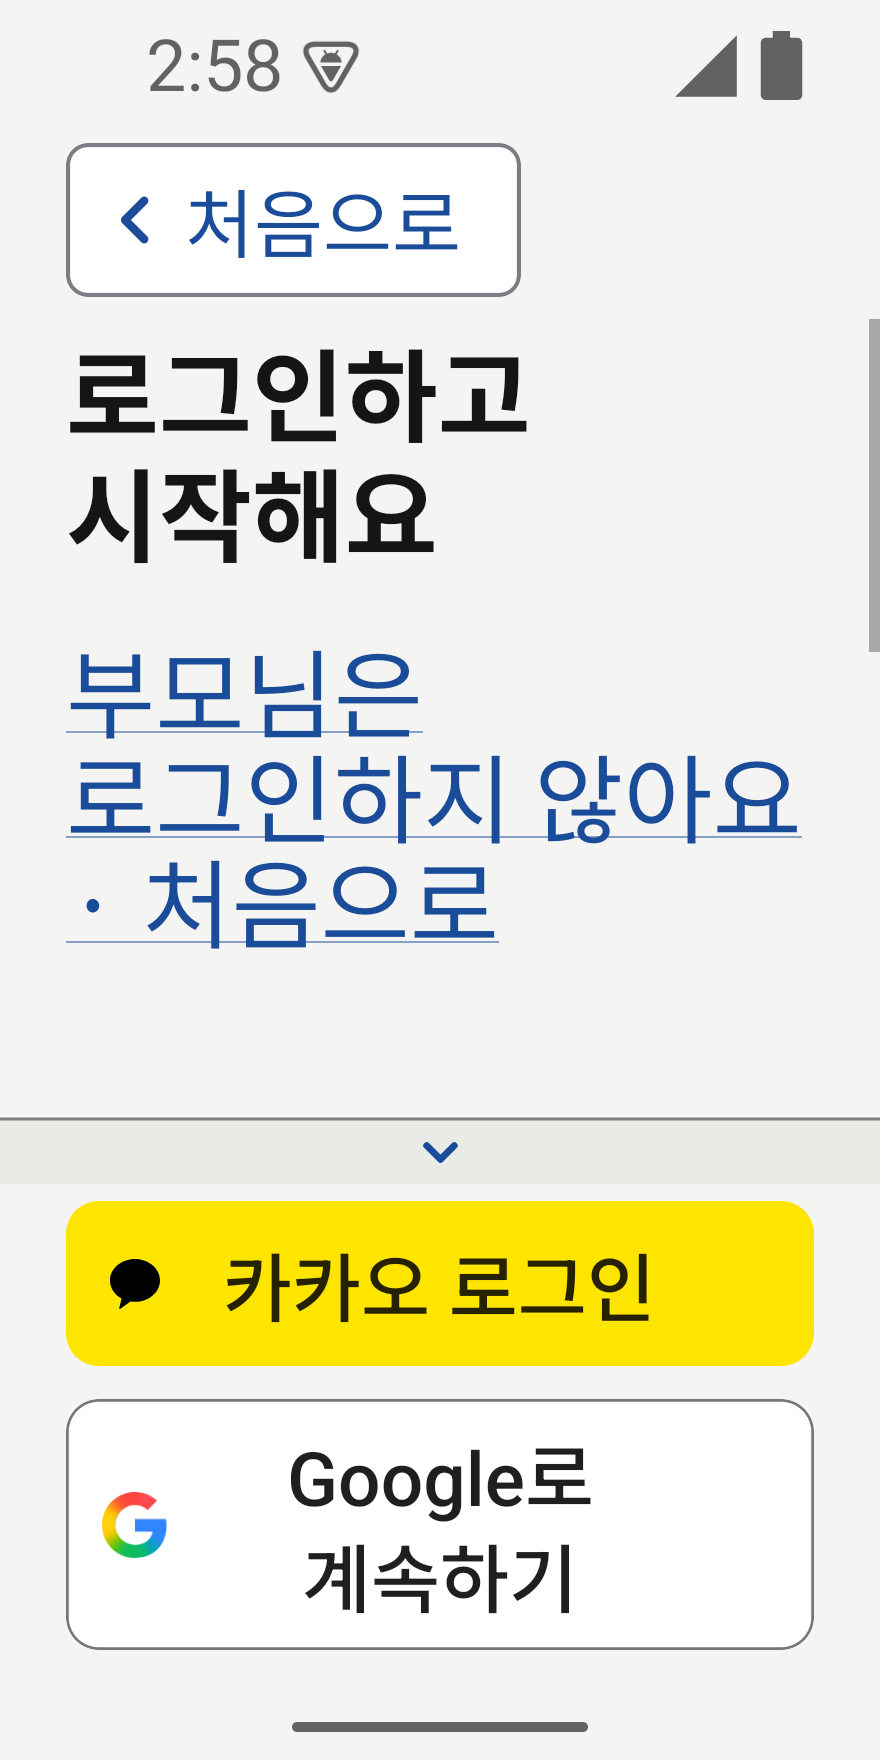 2:58
처음으로
로그인하고
시작해요
부모님은
로그인하지 않아요
· 처음으로
카카오 로그인
Google로
계속하기